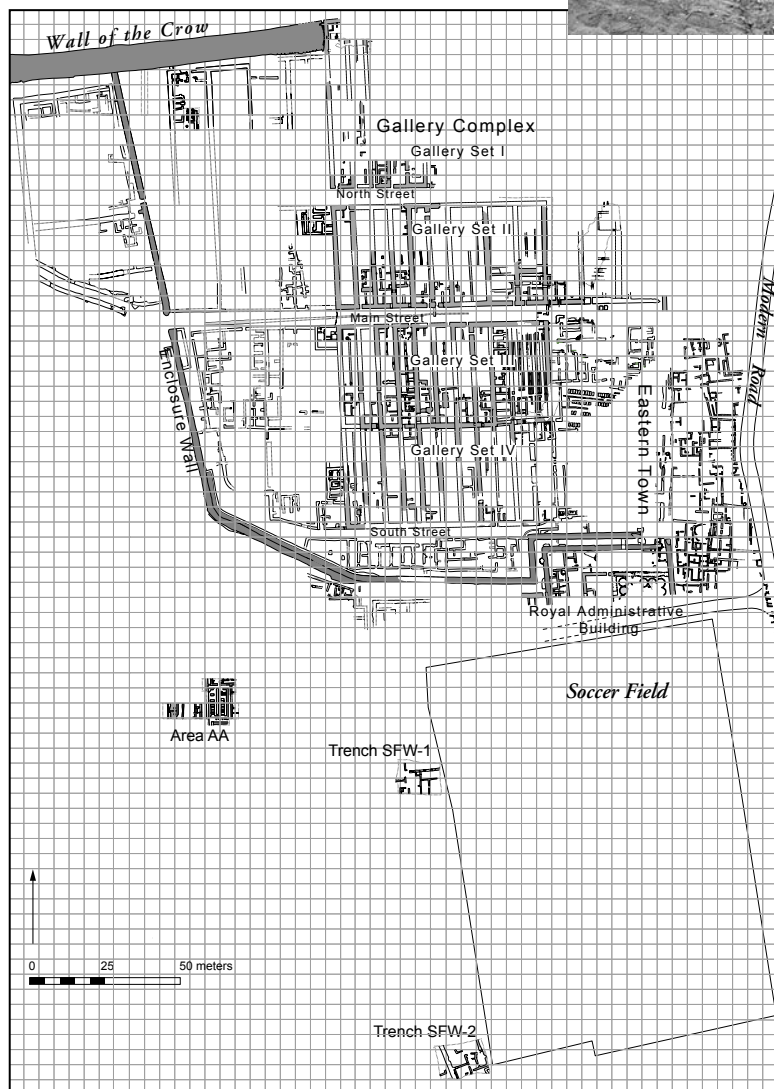 Wall of the Crow
Gallery Complex
Gallery Set I
North Street
Gallery Set II
Main Street
Modern Road
Gallery Set III
Enclosure Wall
Eastern Town
Gallery Set IV
South Street
Royal Administrative
Building
Soccer Field
Area AA
Trench SFW-1
0 25 50 meters
Trench SFW-2